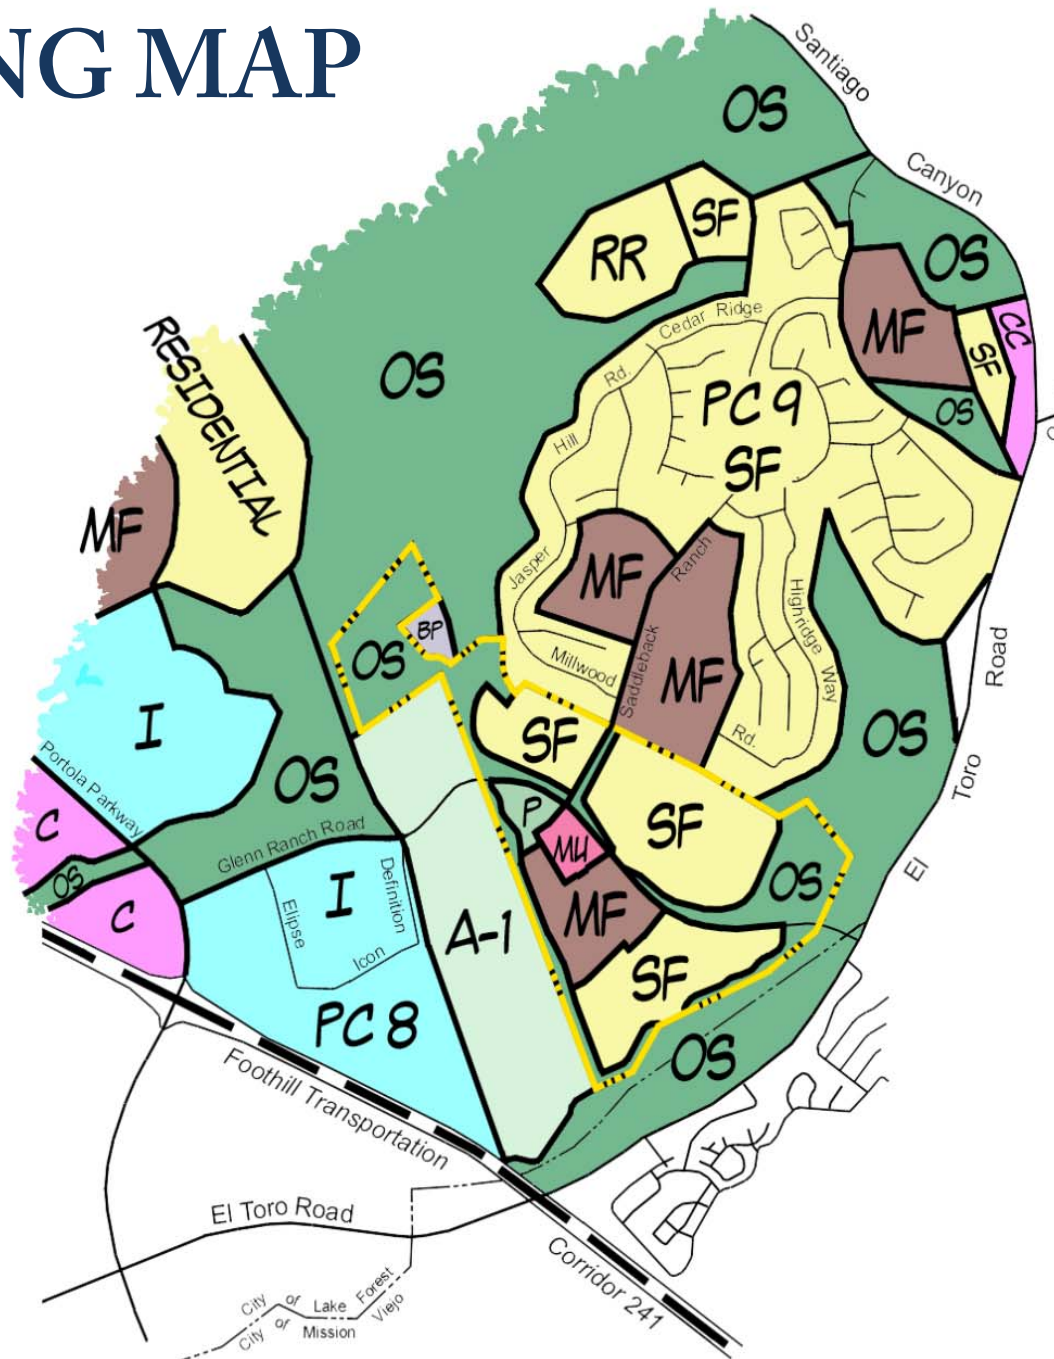 NG MAP
Santiago
Canyon
OS
SF
RR
OS
CC
MF
SF
OS
Cedar Ridge
Rd.
Hill
Jasper
PC 9
SF
OS
RESIDENTIAL
MF
MF
Ranch
Saddleback
Highridge Way
Millwood
Rd.
MF
BP
OS
OS
Road
Toro
El
I
OS
SF
SF
P
MU
OS
Portola Parkway
C
OS
C
Glenn Ranch Road
I
Elipse
Definition
Icon
A-1
MF
SF
PC 8
OS
Foothill Transportation
Corridor 241
El Toro Road
City of Lake Forest
City of Mission Viejo